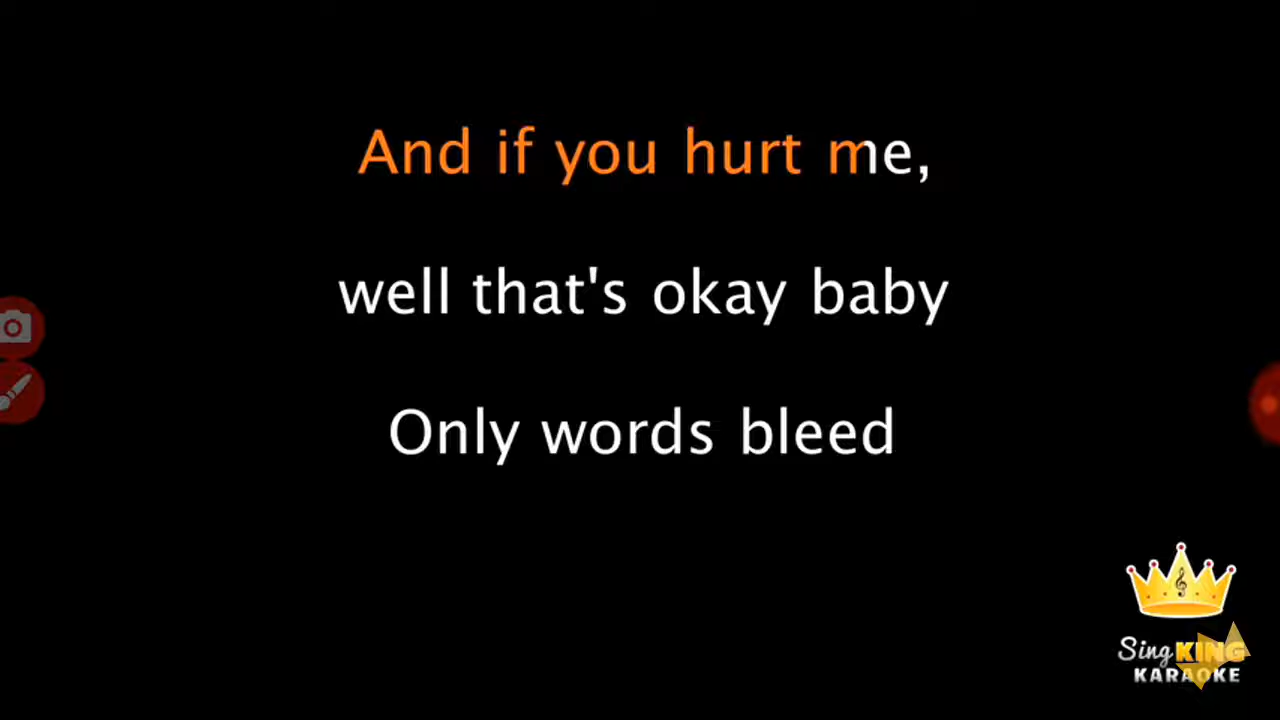 And if you hurt me,
well that's okay baby
Only words bleed
Sing KING
KARAOKE